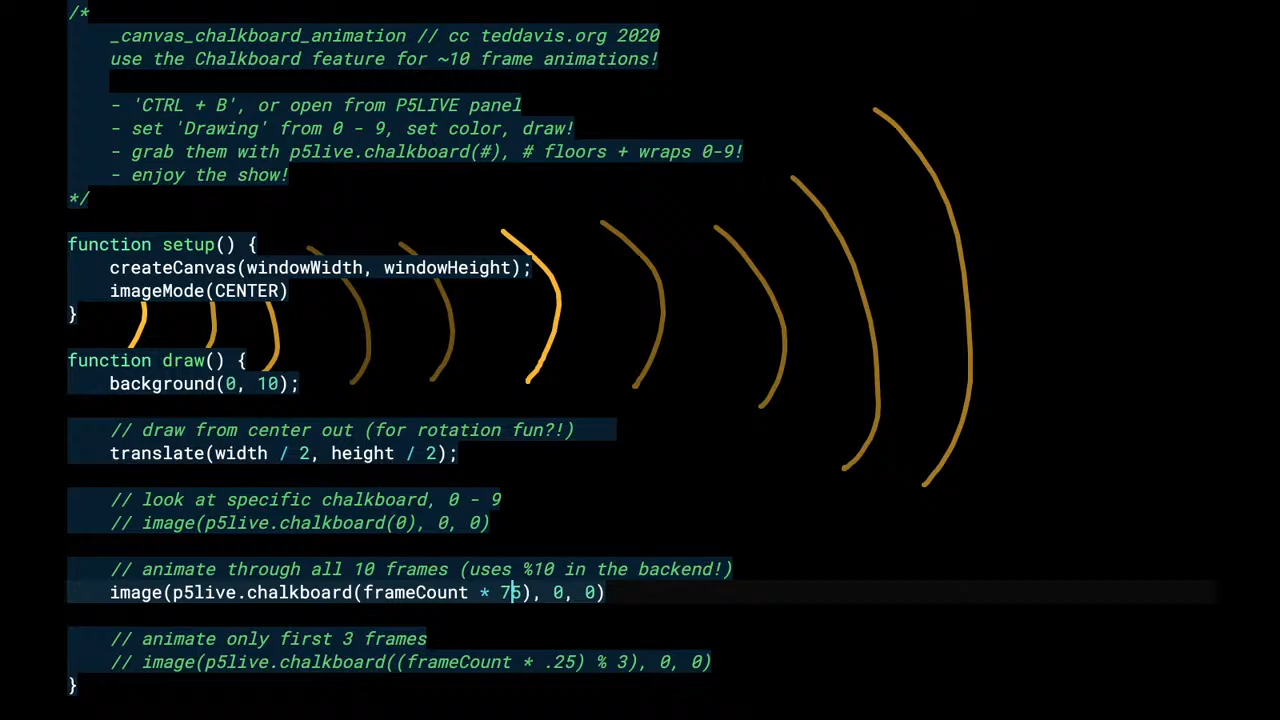 /*
_canvas_chalkboard_animation // cc teddavis.org 2020
use the Chalkboard feature for ~10 frame animations!
- 'CTRL + B', or open from P5LIVE panel
- set 'Drawing' from 0 - 9, set color, draw!
- grab them with p5live.chalkboard(#), # floors + wraps 0-9!
- enjoy the show!
*/
function setup() {
createCanvas(windowWidth, windowHeight);
imageMode(CENTER)
}
function draw() {
background(0, 10);
// draw from center out (for rotation fun?!)
translate(width / 2, height / 2);
// look at specific chalkboard, 0 - 9
// image(p5live.chalkboard(0), 0, 0)
// animate through all 10 frames (uses %10 in the backend!)
image(p5live.chalkboard(frameCount * 75), 0, 0)
// animate only first 3 frames
// image(p5live.chalkboard((frameCount * .25) % 3), 0, 0)
}